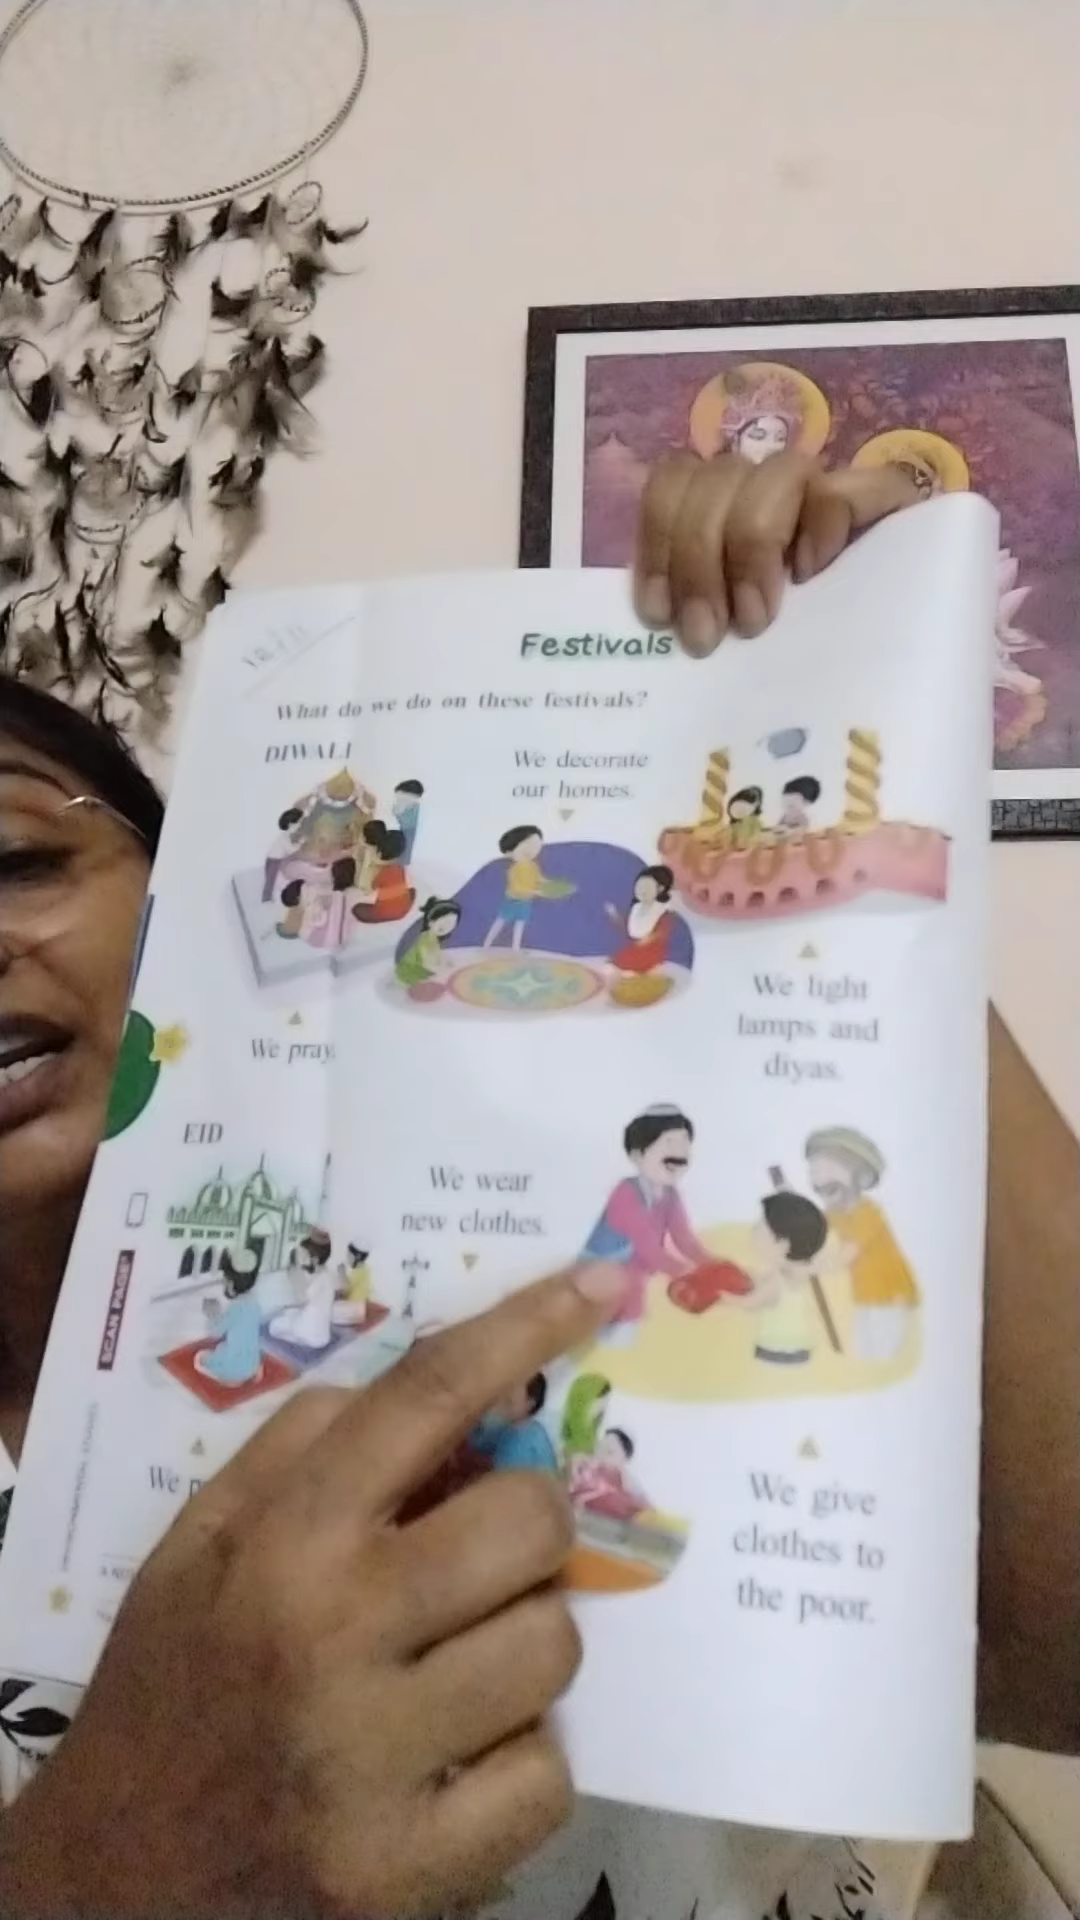 Festivals
What do we do on these festivals?
DIWALI
We decorate
our homes.
We light
lamps and
diyas.
We pray.
EID
We wear
new clothes.
We
We give
clothes to
the poor.
SCAN PAGE